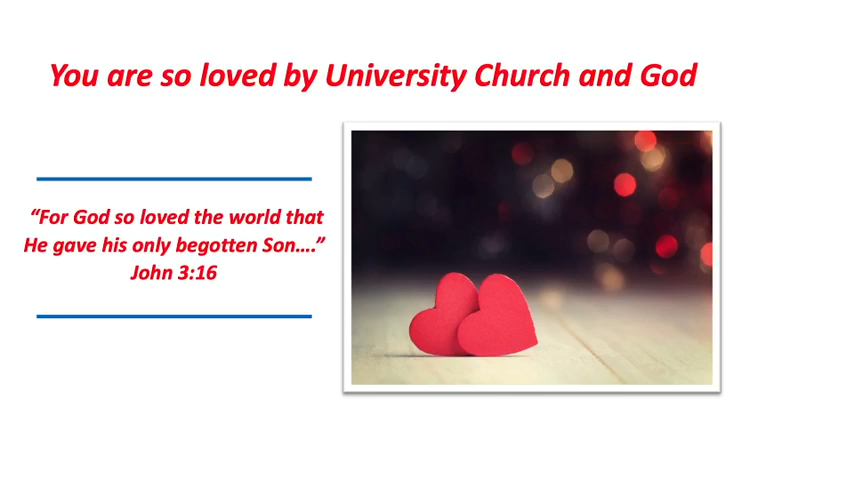 You are so loved by University Church and God
“For God so loved the world that
He gave his only begotten Son….”
John 3:16